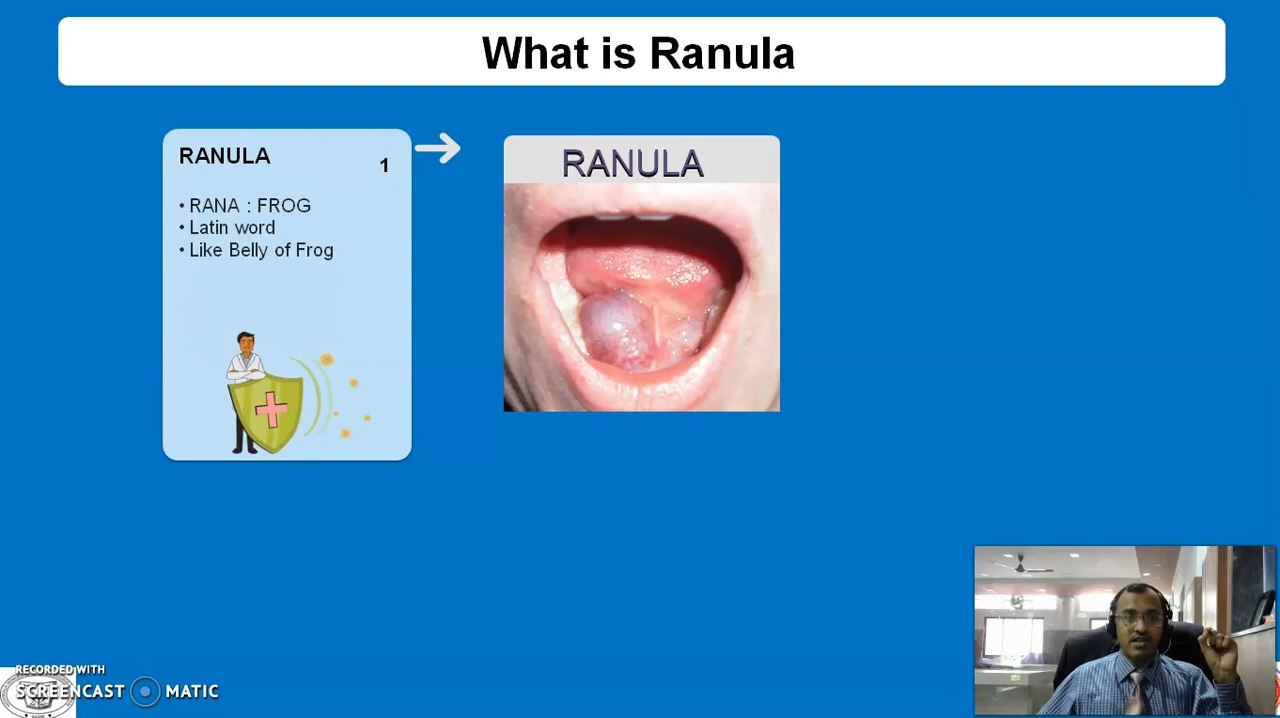 What is Ranula
RANULA
1
• RANA : FROG
• Latin word
• Like Belly of Frog
RANULA
RECORDED WITH
SCREENCAST MATIC